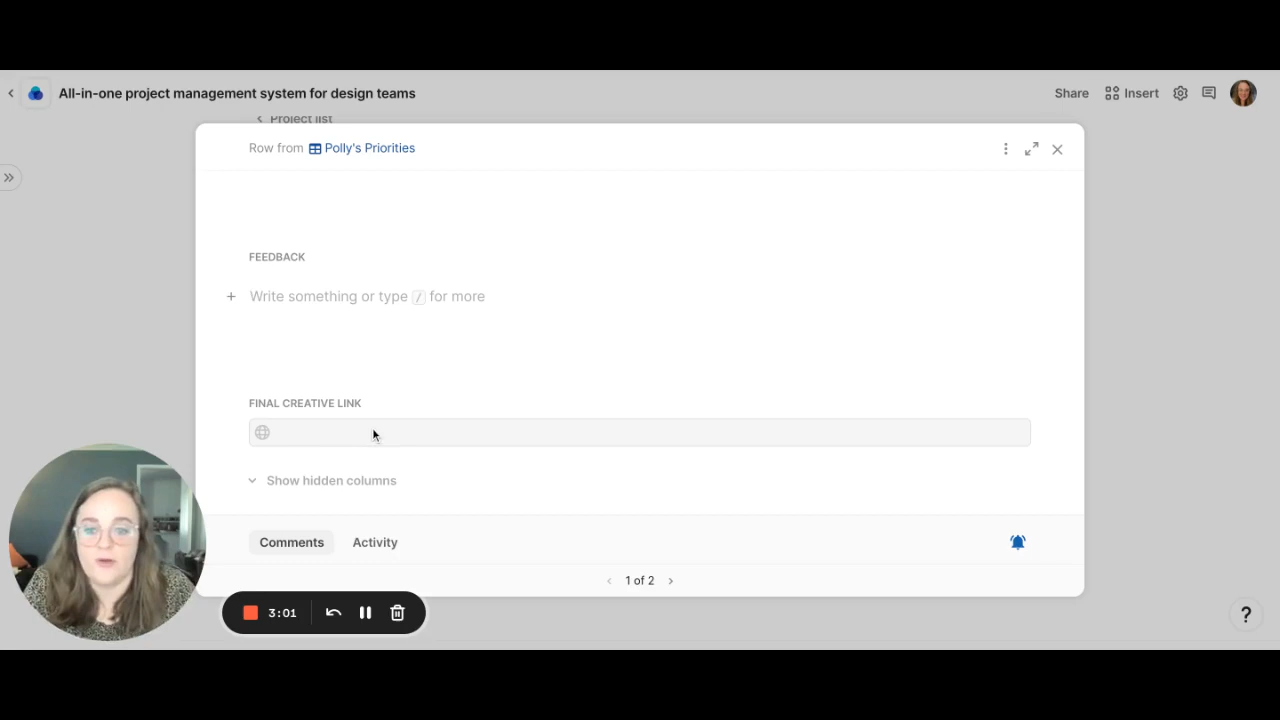 All-in-one project management system for design teams
Share
Insert
Project list
Row from Polly's Priorities
FEEDBACK
Write something or type / for more
FINAL CREATIVE LINK
Show hidden columns
Comments
Activity
1 of 2
3:01
?